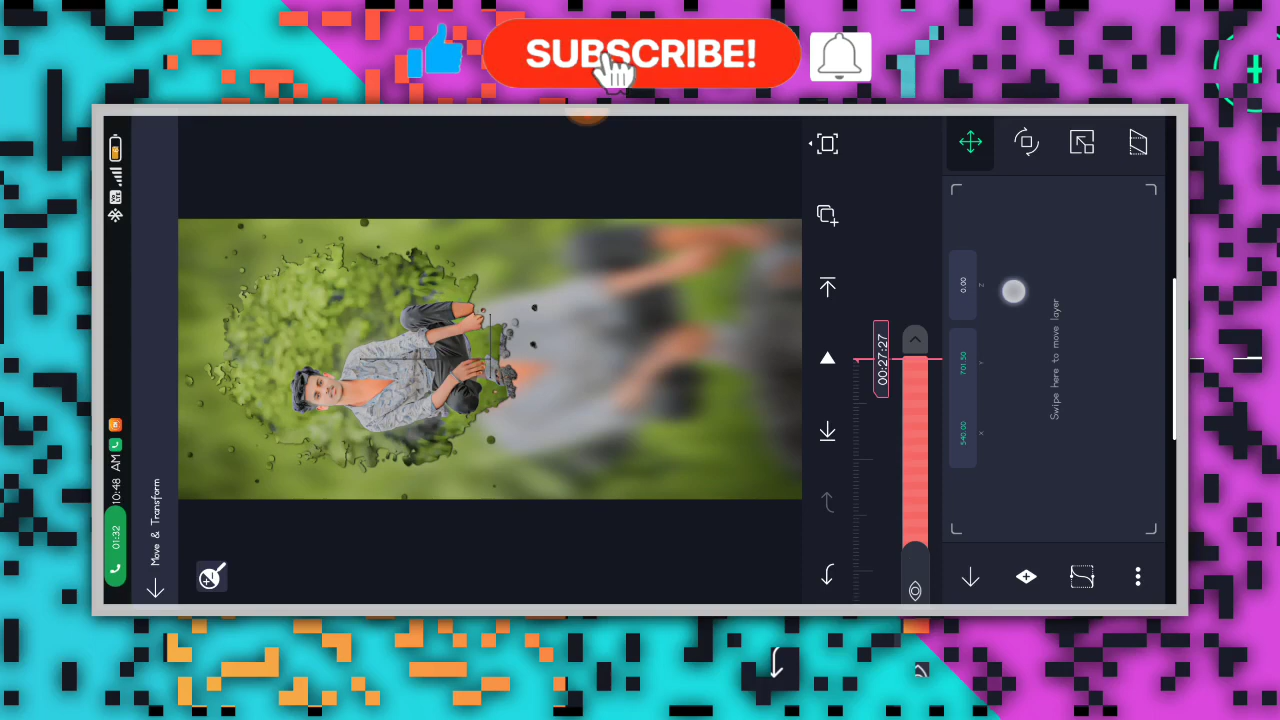 SUBSCRIBE!
01:32
10:48 AM
Move & Transform
00:27:27
540.00
701.50
0.00
X
Y
Z
Swipe here to move layer